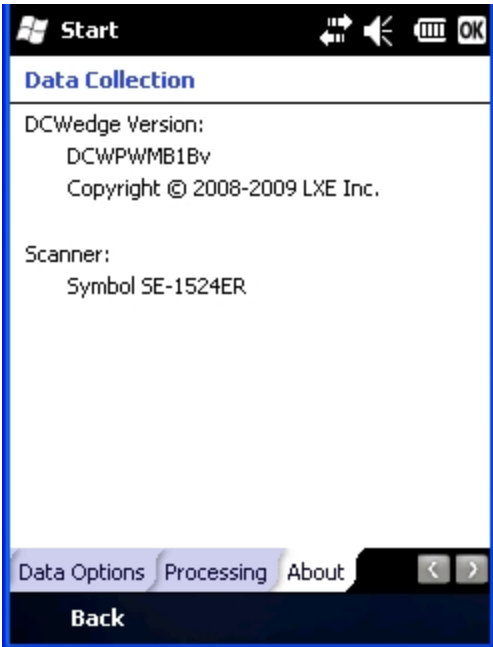 Start
OK
Data Collection
DCWedge Version:
DCWPWMB1Bv
Copyright © 2008-2009 LXE Inc.
Scanner:
Symbol SE-1524ER
Data Options Processing About
Back